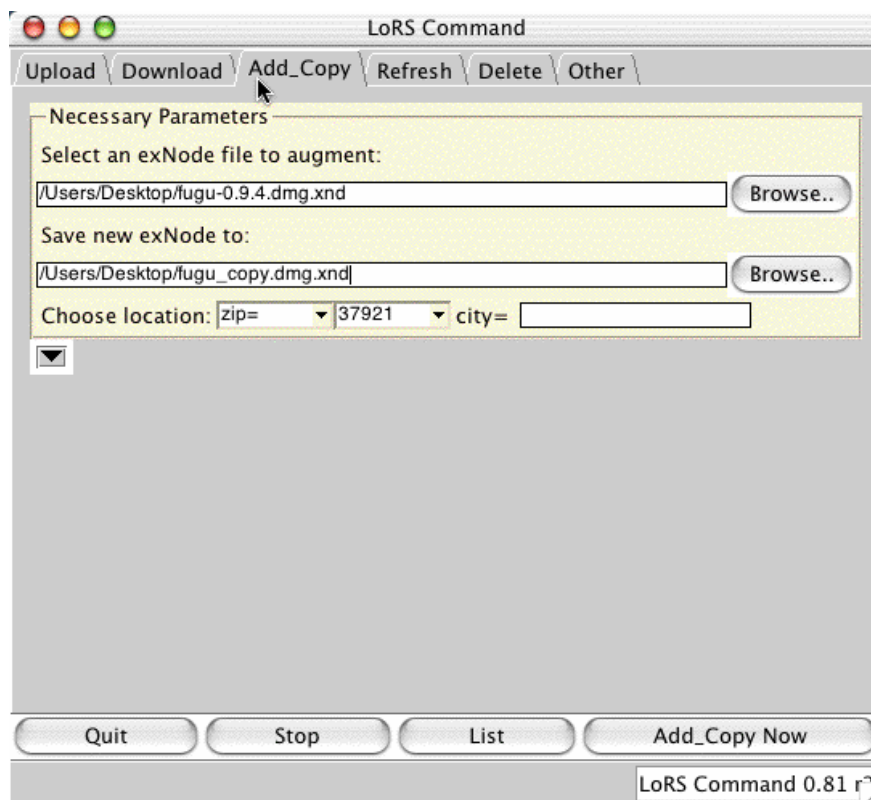 LoRS Command
Upload Download Add_Copy Refresh Delete Other
Necessary Parameters
Select an exNode file to augment:
/Users/Desktop/fugu-0.9.4.dmg.xnd Browse..
Save new exNode to:
/Users/Desktop/fugu_copy.dmg.xnd Browse..
Choose location: zip= 37921 city=
Quit Stop List Add_Copy Now
LoRS Command 0.81